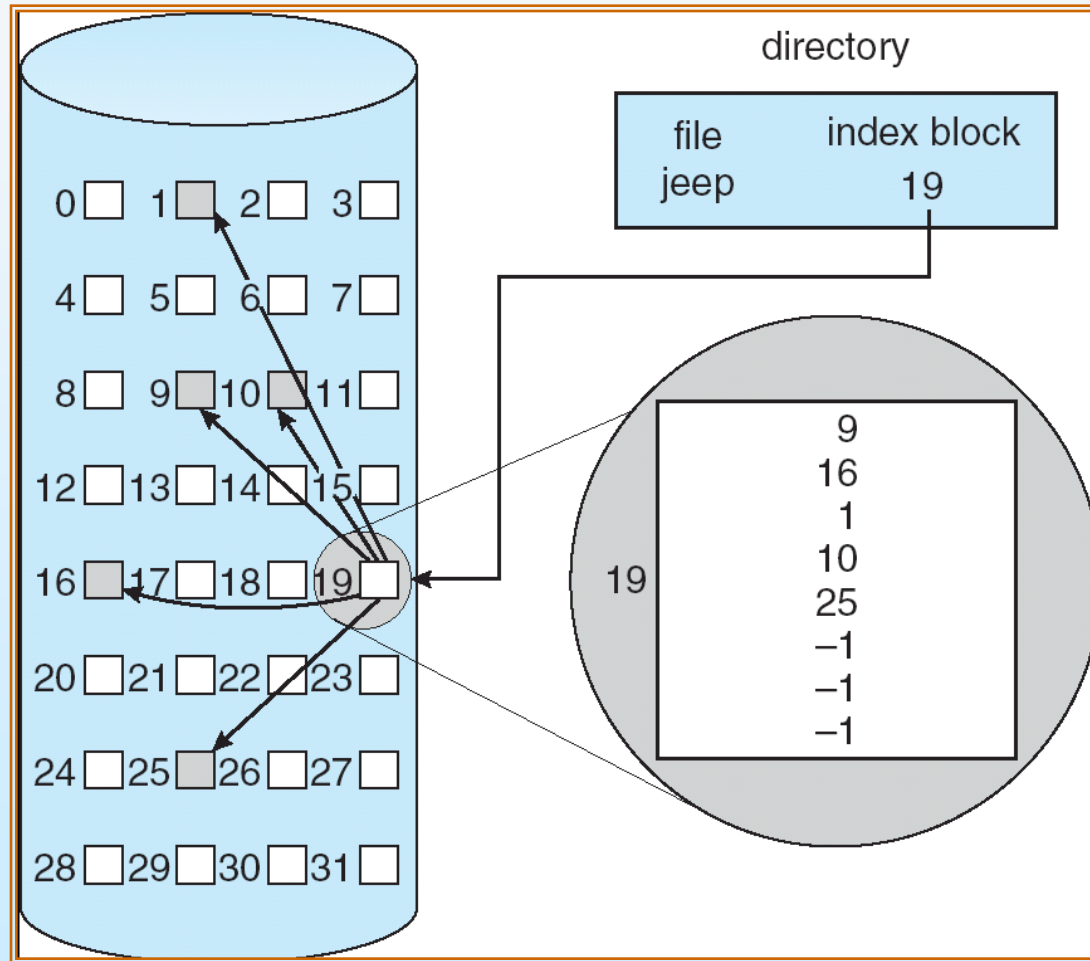 directory
file index block
jeep 19
0 1 2 3
4 5 6 7
8 9 10 11
12 13 14 15
16 17 18 19
20 21 22 23
24 25 26 27
28 29 30 31
19
9
16
1
10
25
–1
–1
–1